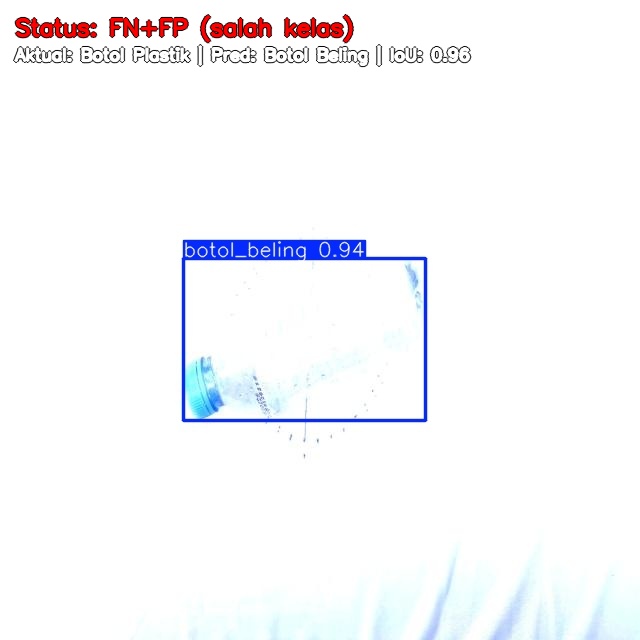 Status: FN+FP (salah kelas)
Aktual: Botol Plastik | Pred: Botol Beling | IoU: 0.96
botol_beling 0.94